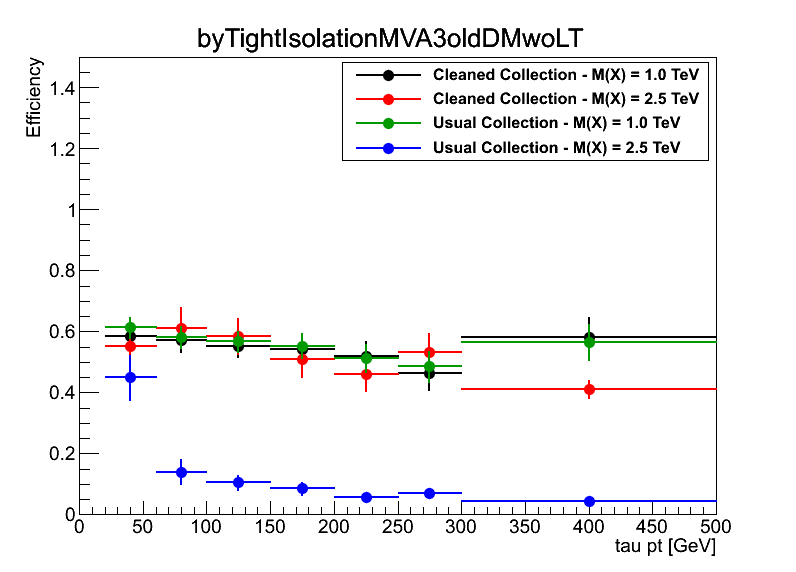 byTightIsolationMVA3oldDMwoLT
Efficiency
Cleaned Collection - M(X) = 1.0 TeV
Cleaned Collection - M(X) = 2.5 TeV
Usual Collection - M(X) = 1.0 TeV
Usual Collection - M(X) = 2.5 TeV
1.4
1.2
1
0.8
0.6
0.4
0.2
0
0 50 100 150 200 250 300 350 400 450 500
tau pt [GeV]